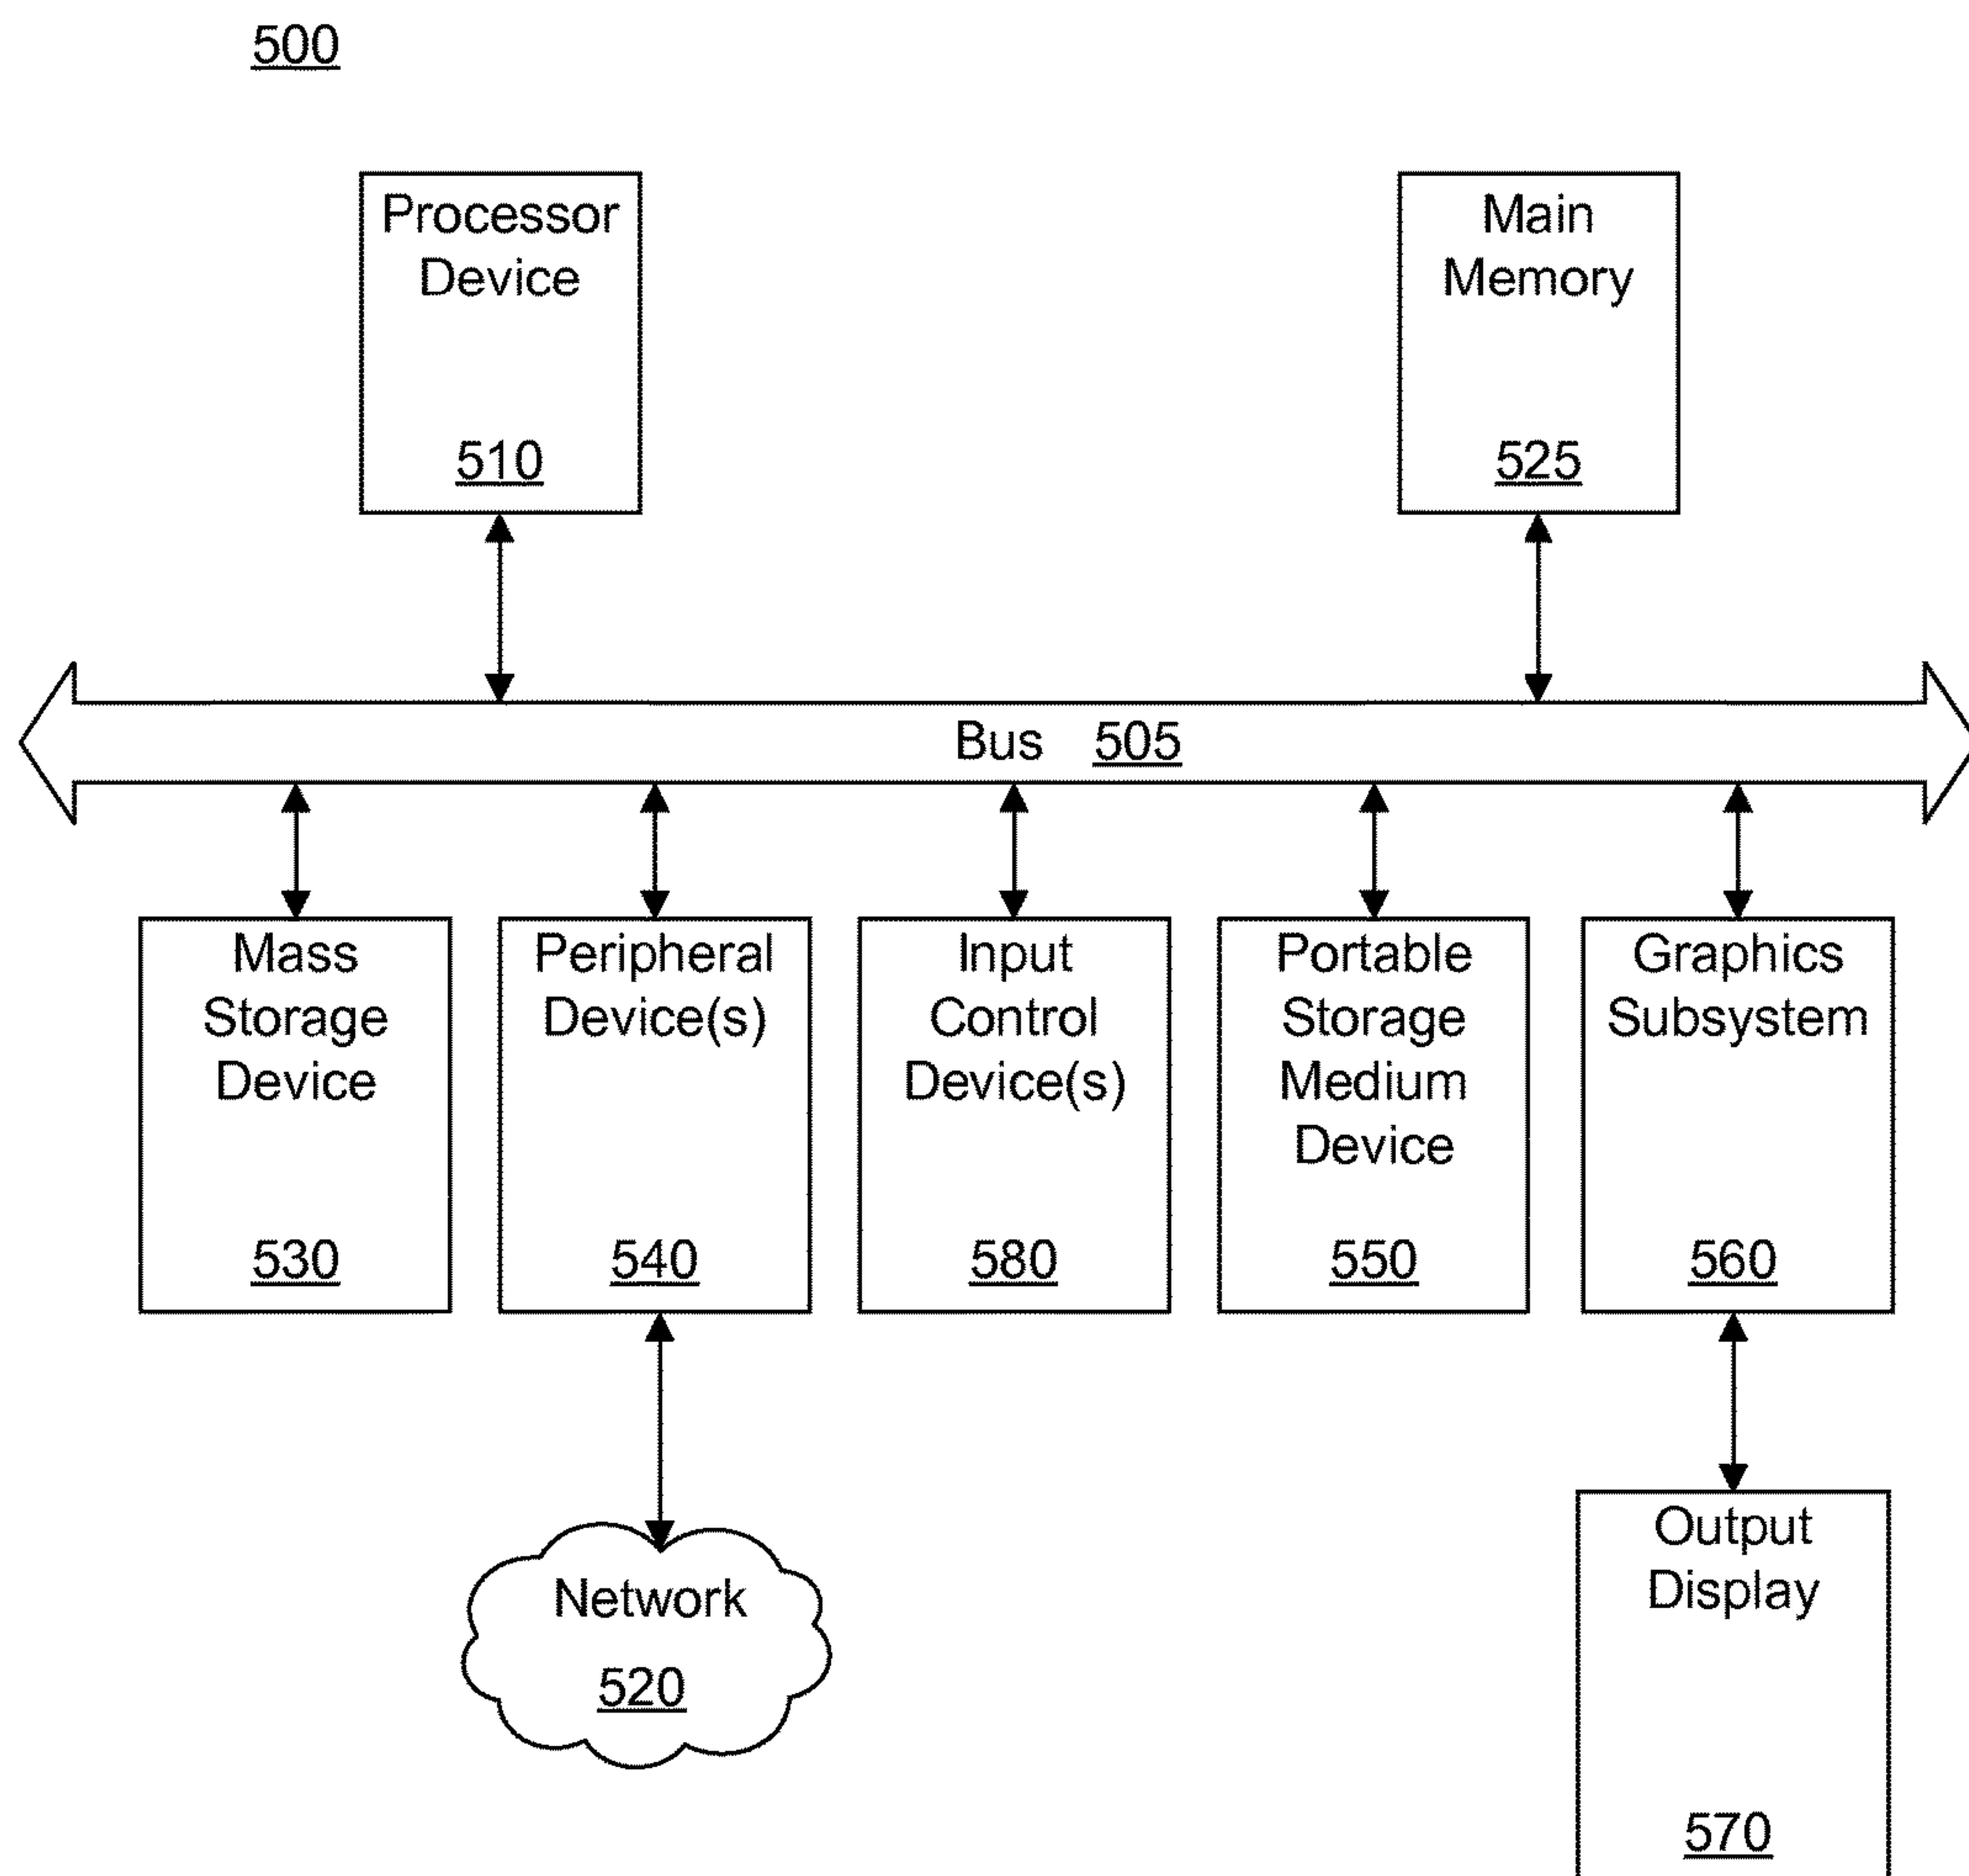 500
Processor
Device
510
Main
Memory
525
Bus 505
Mass
Storage
Device
530
Peripheral
Device(s)
540
Input
Control
Device(s)
580
Portable
Storage
Medium
Device
550
Graphics
Subsystem
560
Network
520
Output
Display
570